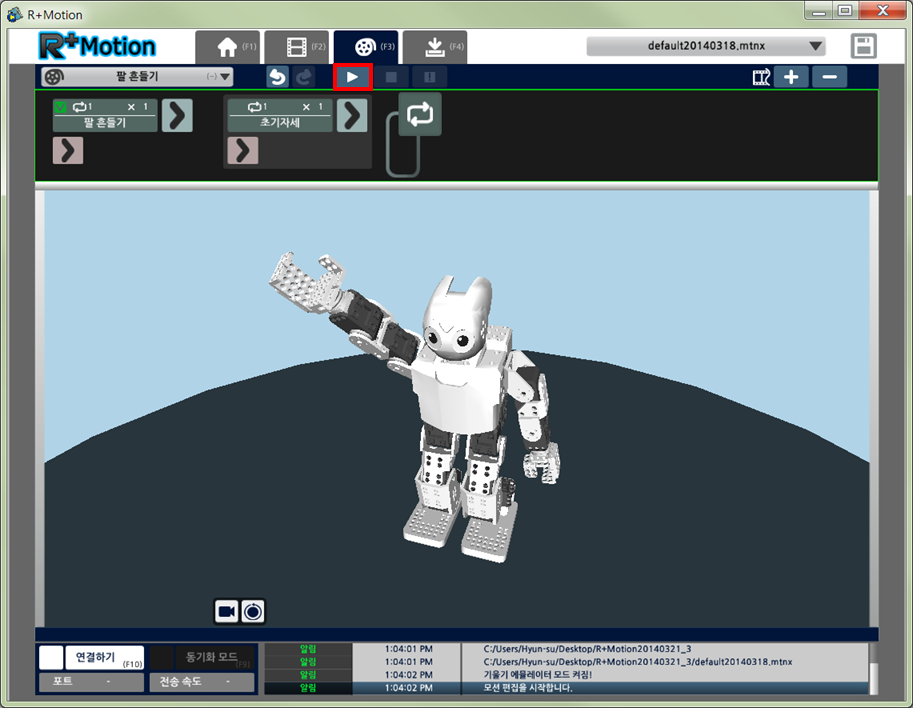 R+Motion
R+Motion (F1) (F2) (F3) (F4) default20140318.mtnx
팔 흔들기 (-)
1 × 1 1 × 1
팔 흔들기 초기자세
연결하기 (F10) 동기화 모드 (F9)
포트 - 전송 속도 -
알림 1:04:01 PM C:/Users/Hyun-su/Desktop/R+Motion20140321_3
알림 1:04:01 PM C:/Users/Hyun-su/Desktop/R+Motion20140321_3/default20140318.mtnx
알림 1:04:02 PM 기울기 에뮬레이터 모드 켜짐!
알림 1:04:02 PM 모션 편집을 시작합니다.